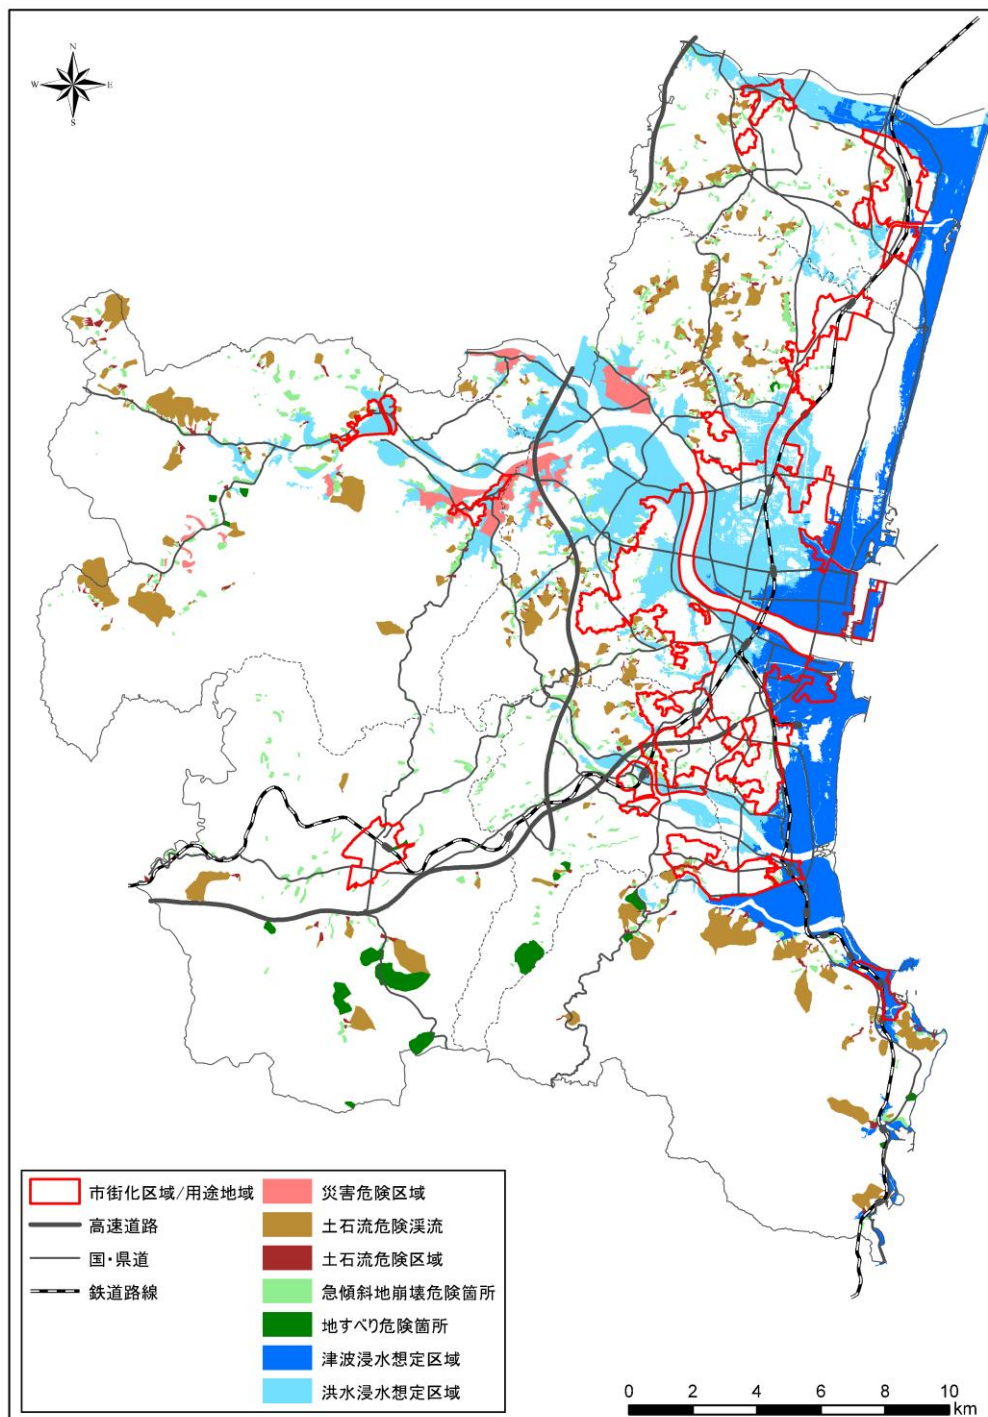 N
W
E
S
市街化区域/用途地域
高速道路
国・県道
鉄道路線
災害危険区域
土石流危険渓流
土石流危険区域
急傾斜地崩壊危険箇所
地すべり危険箇所
津波浸水想定区域
洪水浸水想定区域
0 2 4 6 8 10
km